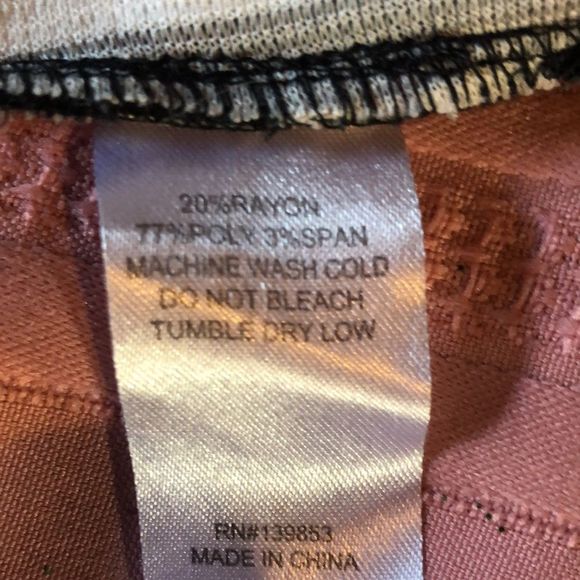 20%RAYON
77%POLY 3%SPAN
MACHINE WASH COLD
DO NOT BLEACH
TUMBLE DRY LOW
RN#139853
MADE IN CHINA